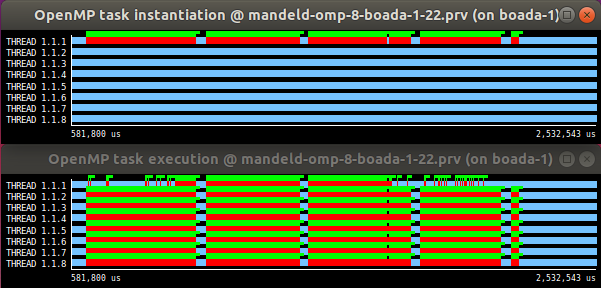 OpenMP task instantiation @ mandeld-omp-8-boada-1-22.prv (on boada-1)
THREAD 1.1.1
THREAD 1.1.2
THREAD 1.1.3
THREAD 1.1.4
THREAD 1.1.5
THREAD 1.1.6
THREAD 1.1.7
THREAD 1.1.8
581,800 us 2,532,543 us
OpenMP task execution @ mandeld-omp-8-boada-1-22.prv (on boada-1)
THREAD 1.1.1
THREAD 1.1.2
THREAD 1.1.3
THREAD 1.1.4
THREAD 1.1.5
THREAD 1.1.6
THREAD 1.1.7
THREAD 1.1.8
581,800 us 2,532,543 us